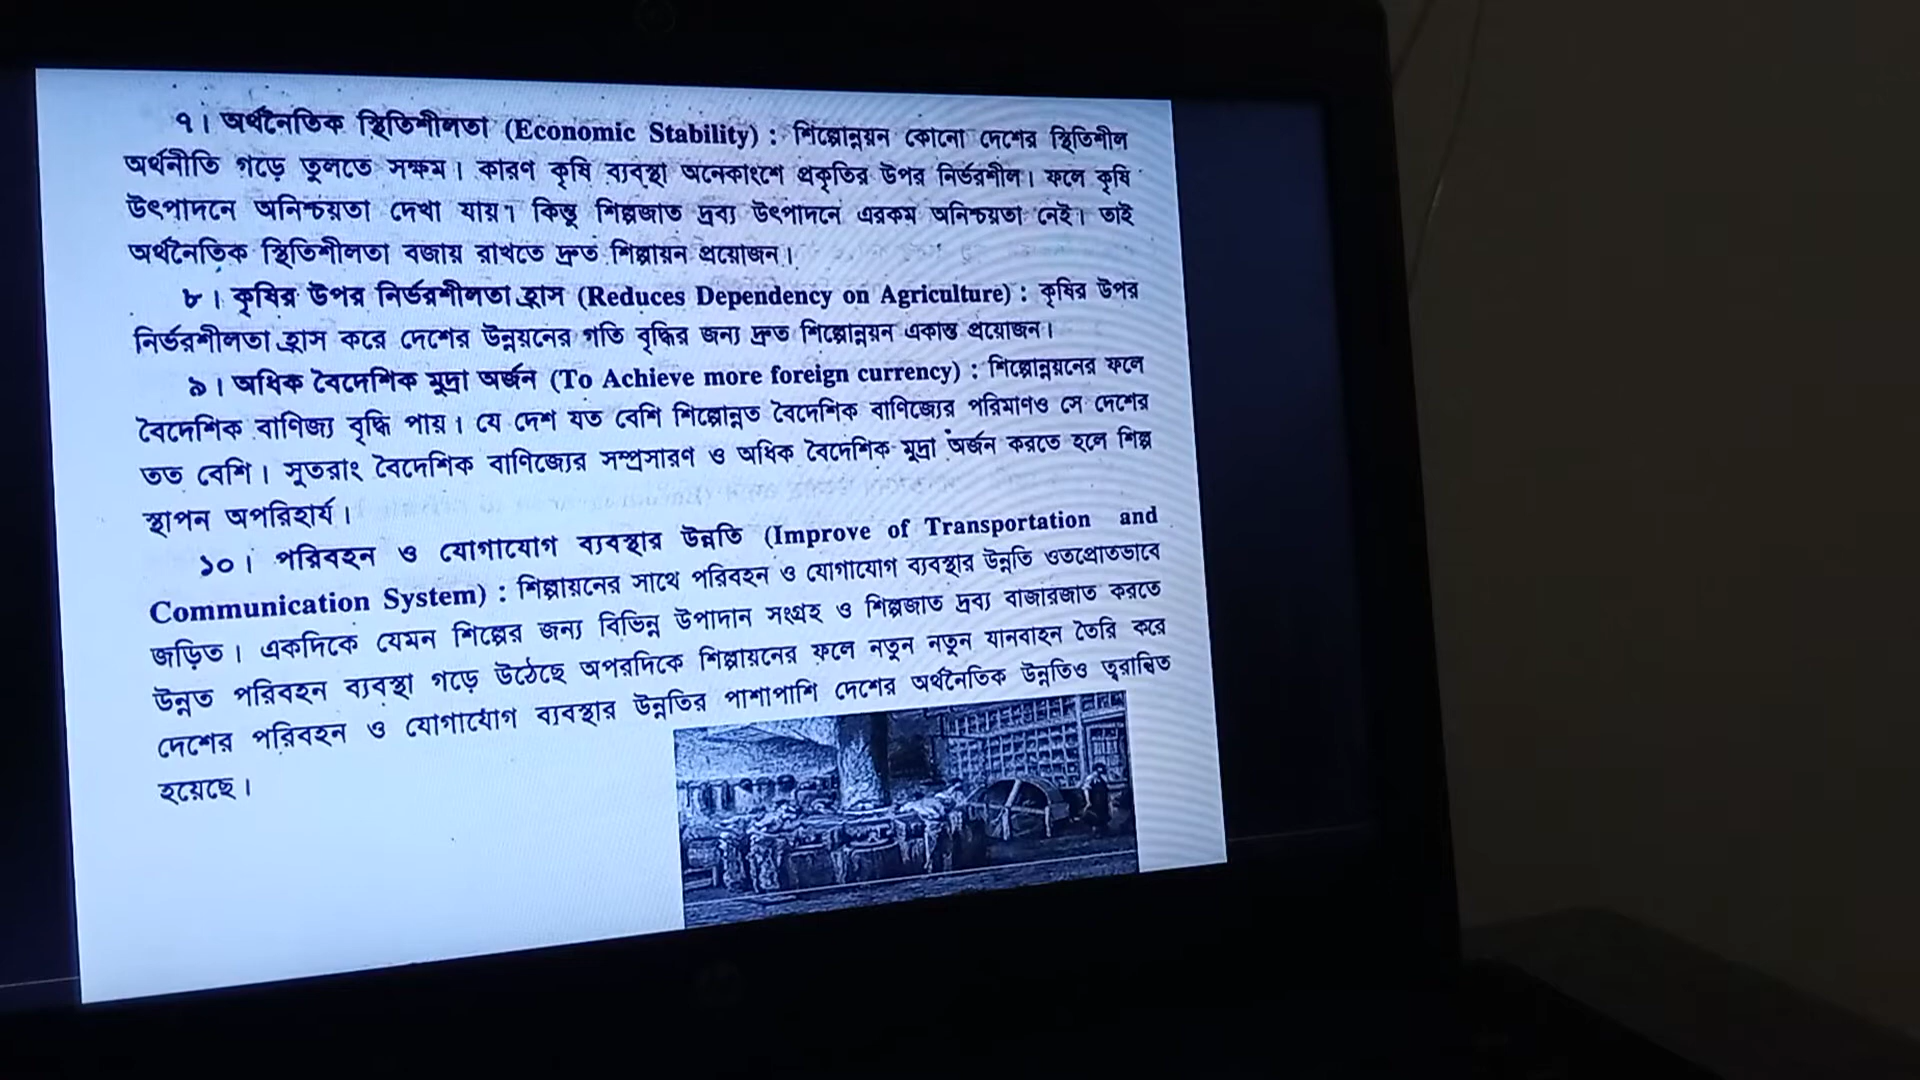 ৭। অর্থনৈতিক স্থিতিশীলতা (Economic Stability) : শিল্পোন্নয়ন কোনো দেশের স্থিতিশীল
অর্থনীতি গড়ে তুলতে সক্ষম। কারণ কৃষি ব্যবস্থা অনেকাংশে প্রকৃতির উপর নির্ভরশীল। ফলে কৃষি
উৎপাদনে অনিশ্চয়তা দেখা যায়। কিন্তু শিল্পজাত দ্রব্য উৎপাদনে এরকম অনিশ্চয়তা নেই। তাই
অর্থনৈতিক স্থিতিশীলতা বজায় রাখতে দ্রুত শিল্পায়ন প্রয়োজন।
৮। কৃষির উপর নির্ভরশীলতা হ্রাস (Reduces Dependency on Agriculture) : কৃষির উপর
নির্ভরশীলতা হ্রাস করে দেশের উন্নয়নের গতি বৃদ্ধির জন্য দ্রুত শিল্পোন্নয়ন একান্ত প্রয়োজন।
৯। অধিক বৈদেশিক মুদ্রা অর্জন (To Achieve more foreign currency) : শিল্পোন্নয়নের ফলে
বৈদেশিক বাণিজ্য বৃদ্ধি পায়। যে দেশ যত বেশি শিল্পোন্নত বৈদেশিক বাণিজ্যের পরিমাণও সে দেশের
তত বেশি। সুতরাং বৈদেশিক বাণিজ্যের সম্প্রসারণ ও অধিক বৈদেশিক মুদ্রা অর্জন করতে হলে শিল্প
স্থাপন অপরিহার্য।
১০। পরিবহন ও যোগাযোগ ব্যবস্থার উন্নতি (Improve of Transportation and
Communication System) : শিল্পায়নের সাথে পরিবহন ও যোগাযোগ ব্যবস্থার উন্নতি ওতপ্রোতভাবে
জড়িত। একদিকে যেমন শিল্পের জন্য বিভিন্ন উপাদান সংগ্রহ ও শিল্পজাত দ্রব্য বাজারজাত করতে
উন্নত পরিবহন ব্যবস্থা গড়ে উঠেছে অপরদিকে শিল্পায়নের ফলে নতুন নতুন যানবাহন তৈরি করে
দেশের পরিবহন ও যোগাযোগ ব্যবস্থার উন্নতির পাশাপাশি দেশের অর্থনৈতিক উন্নতিও ত্বরান্বিত
হয়েছে।